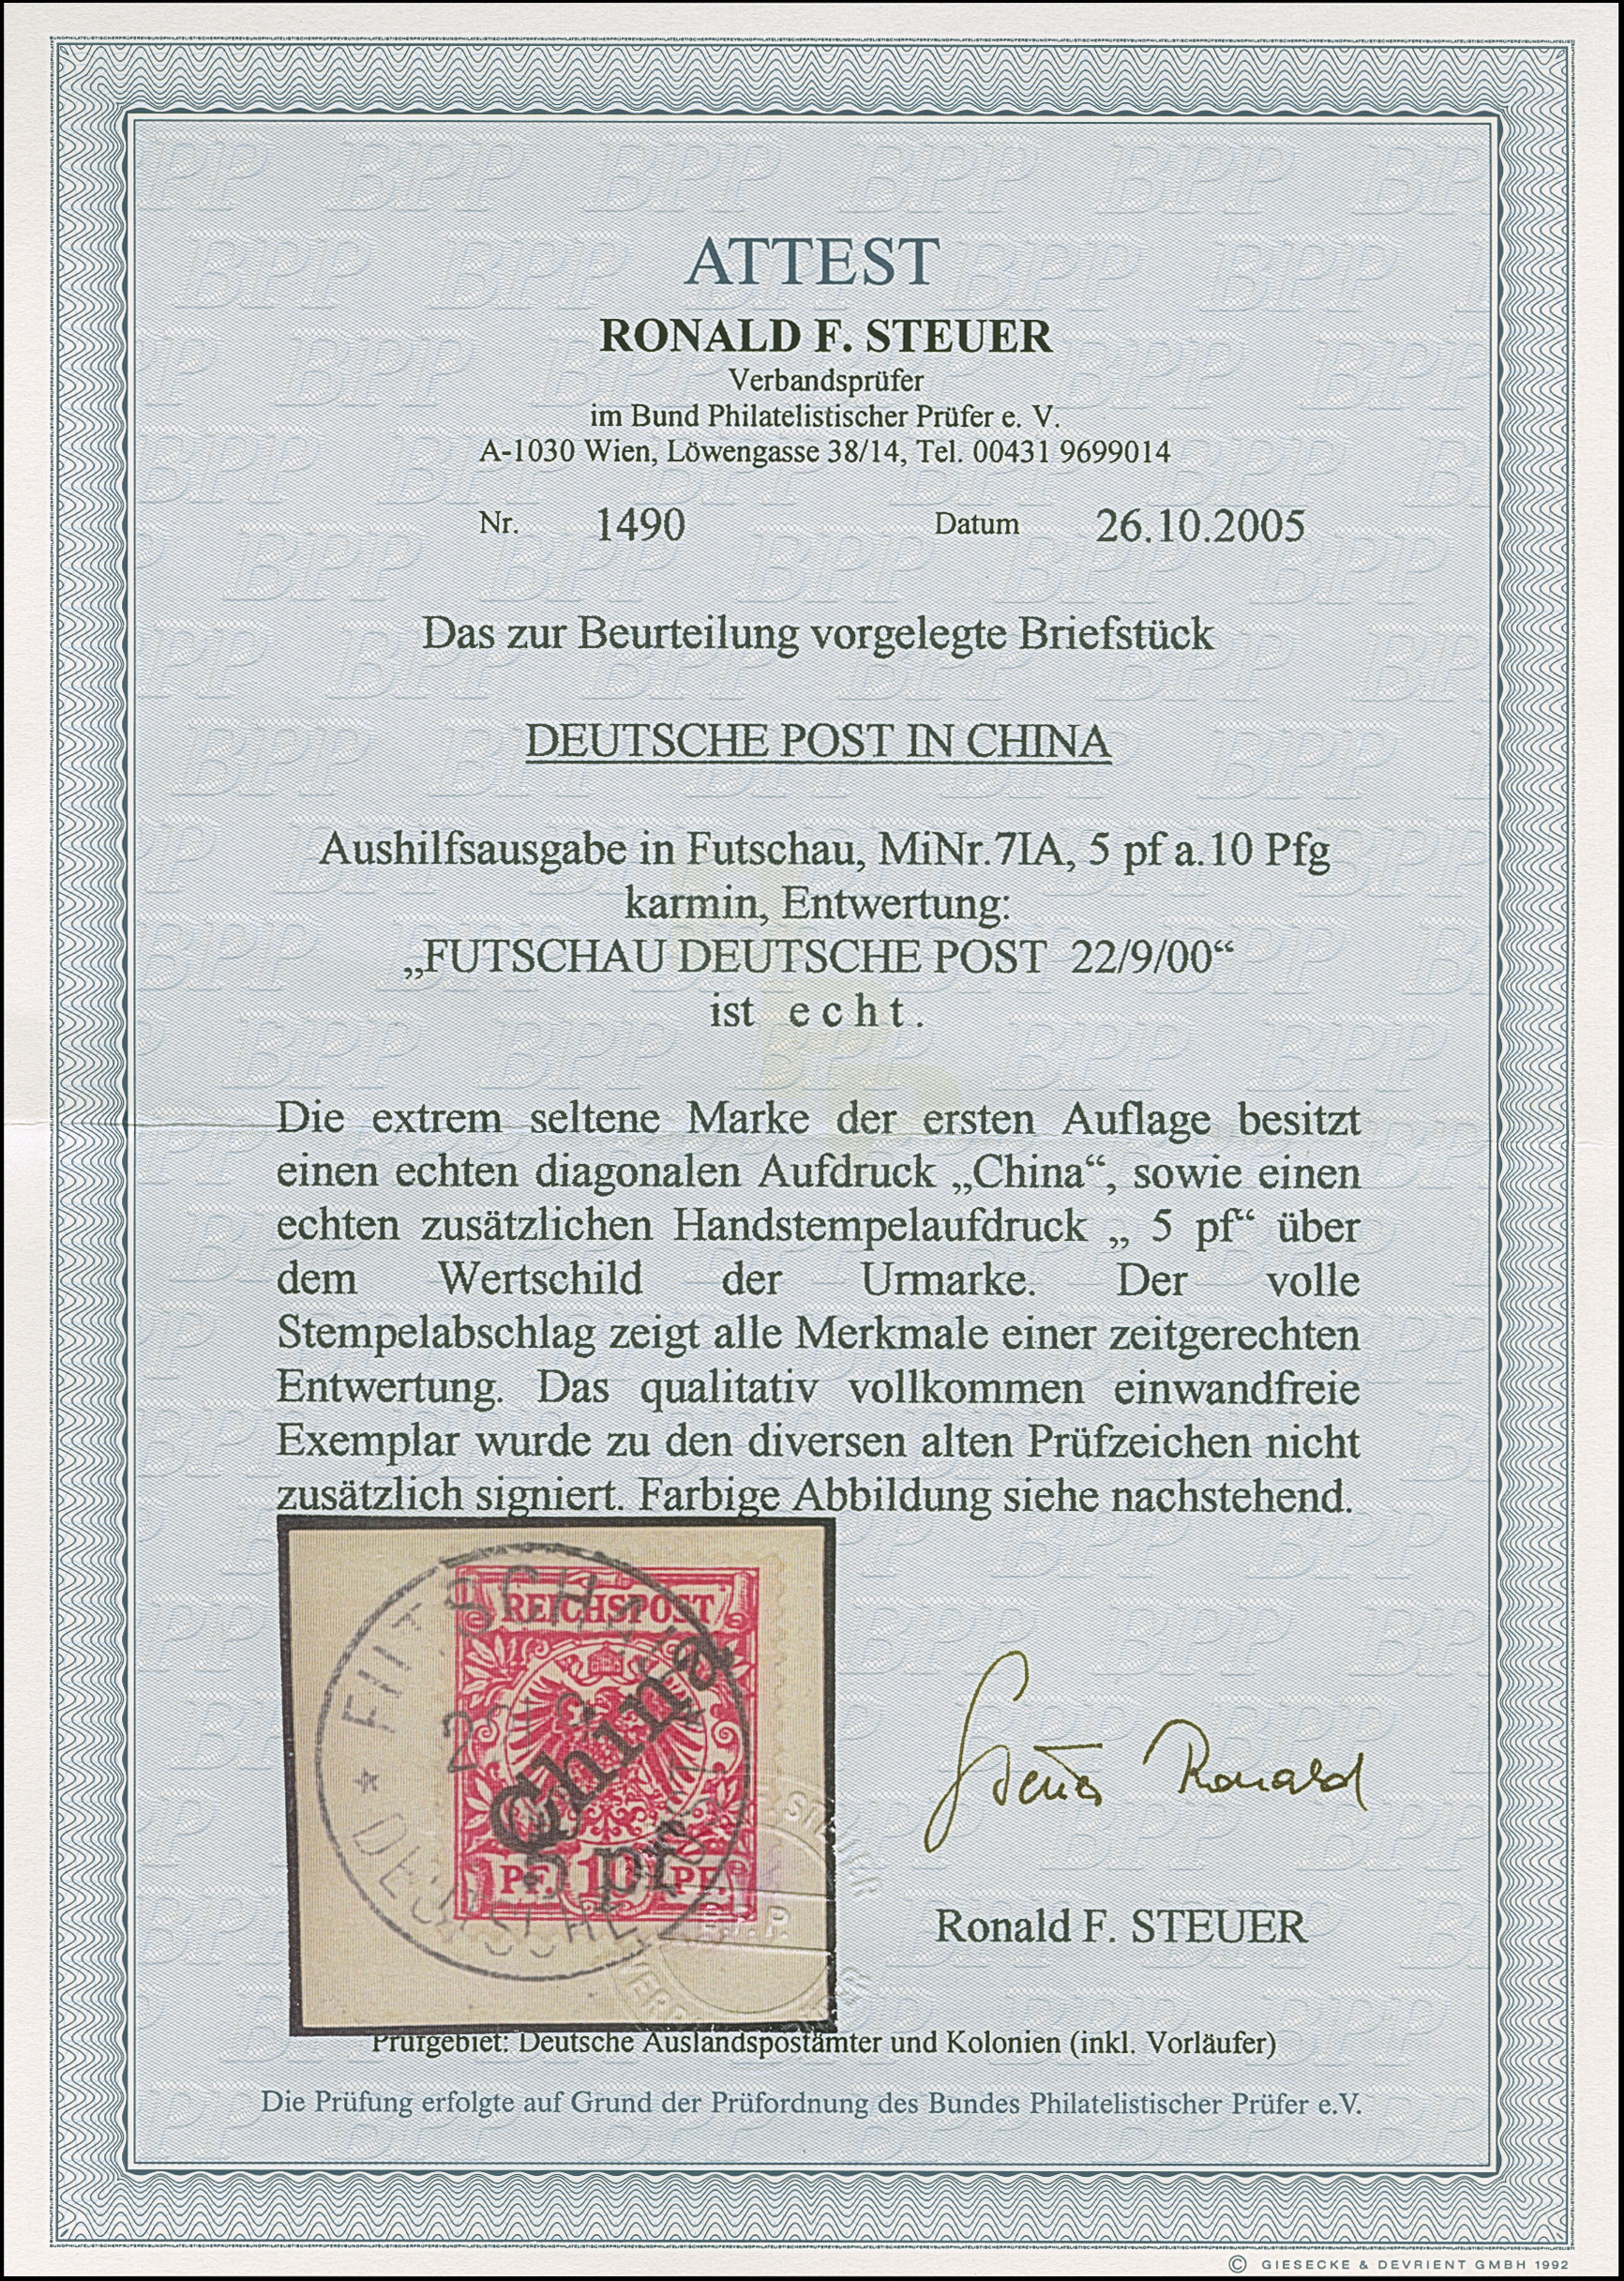 ATTEST
RONALD F. STEUER
Verbandsprüfer
im Bund Philatelistischer Prüfer e. V.
A-1030 Wien, Löwengasse 38/14, Tel. 00431 9699014
Nr. 1490 Datum 26.10.2005
Das zur Beurteilung vorgelegte Briefstück
DEUTSCHE POST IN CHINA
Aushilfsausgabe in Futschau, MiNr.7IA, 5 pf a.10 Pfg
karmin, Entwertung:
„FUTSCHAU DEUTSCHE POST 22/9/00“
ist e c h t .
Die extrem seltene Marke der ersten Auflage besitzt
einen echten diagonalen Aufdruck „China“, sowie einen
echten zusätzlichen Handstempelaufdruck „ 5 pf“ über
dem Wertschild der Urmarke. Der volle
Stempelabschlag zeigt alle Merkmale einer zeitgerechten
Entwertung. Das qualitativ vollkommen einwandfreie
Exemplar wurde zu den diversen alten Prüfzeichen nicht
zusätzlich signiert. Farbige Abbildung siehe nachstehend.
FUTSCHAU
REICHSPOST
China
5 pf
PF. 10 PF.
DEUTSCHE
Steuer Ronald
Ronald F. STEUER
Prüfgebiet: Deutsche Auslandspostämter und Kolonien (inkl. Vorläufer)
Die Prüfung erfolgte auf Grund der Prüfordnung des Bundes Philatelistischer Prüfer e.V.
© GIESECKE & DEVRIENT GMBH 1992